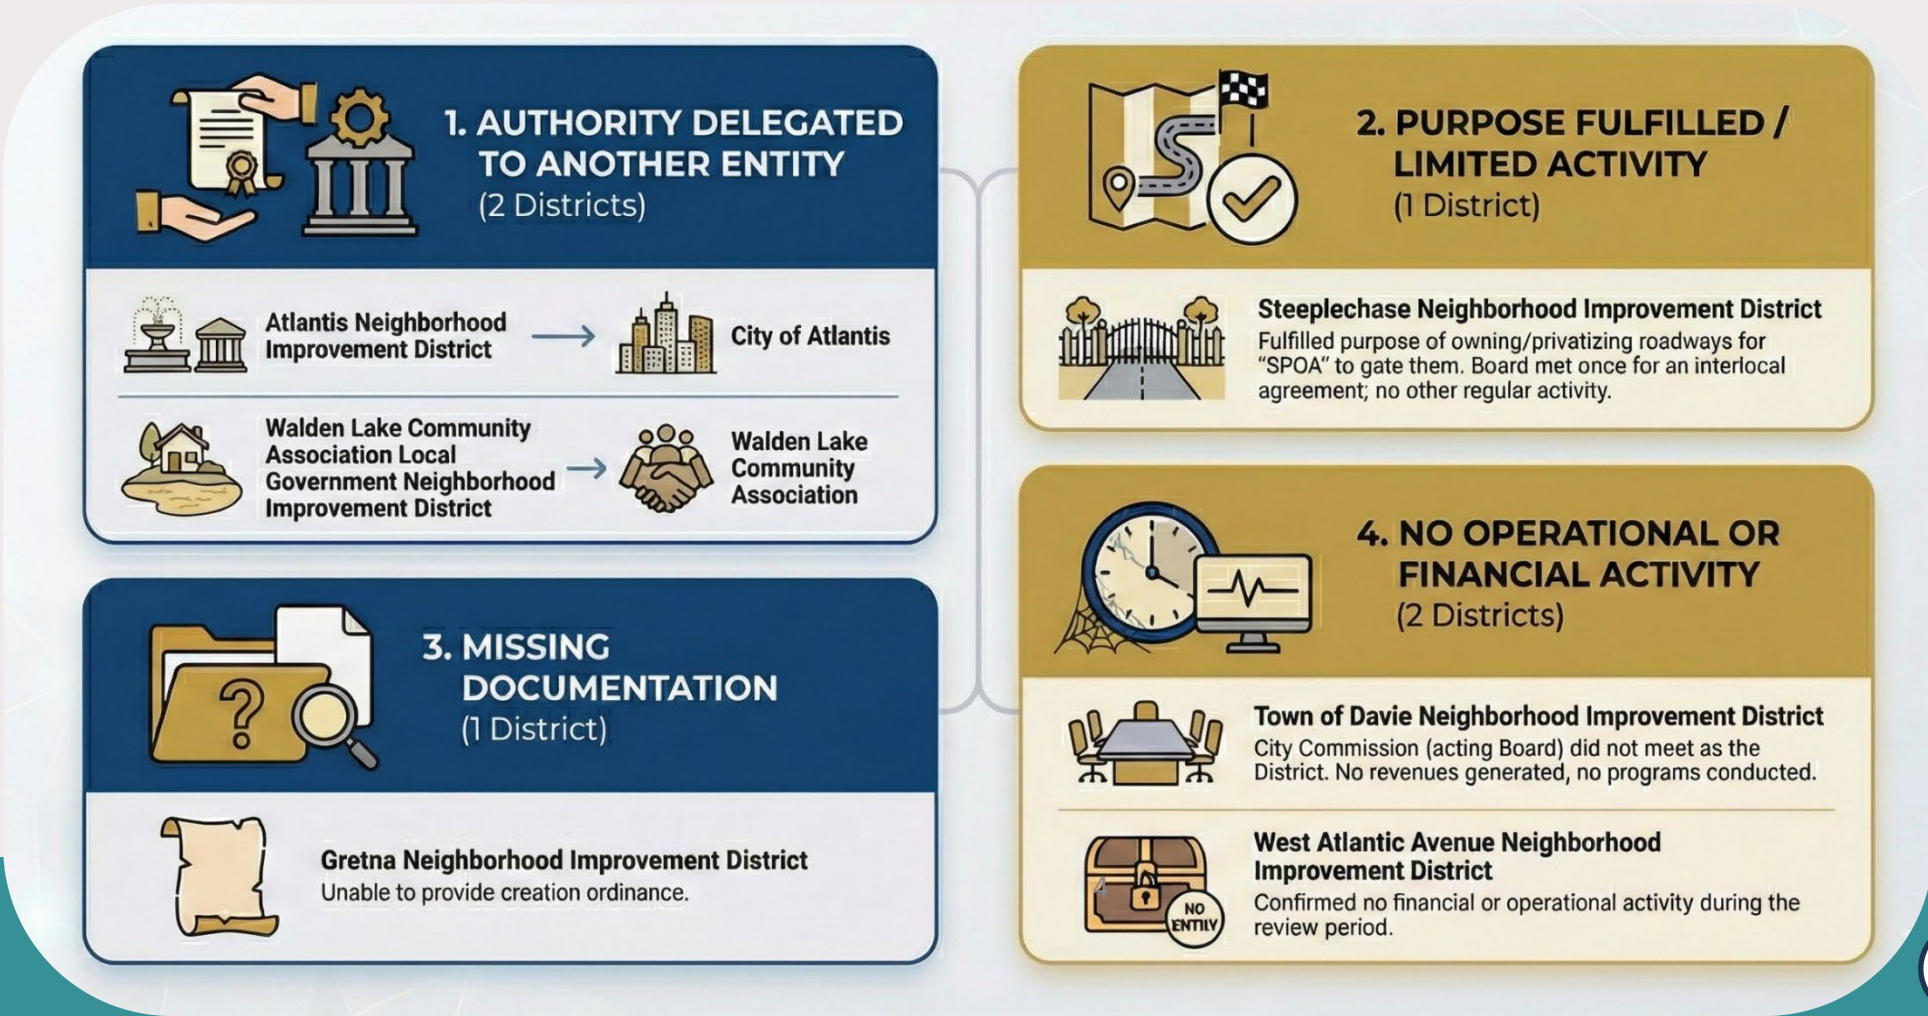 1. AUTHORITY DELEGATED
TO ANOTHER ENTITY
(2 Districts)
Atlantis Neighborhood
Improvement District
City of Atlantis
Walden Lake Community
Association Local
Government Neighborhood
Improvement District
Walden Lake
Community
Association
2. PURPOSE FULFILLED /
LIMITED ACTIVITY
(1 District)
Steeplechase Neighborhood Improvement District
Fulfilled purpose of owning/privatizing roadways for
“SPOA” to gate them. Board met once for an interlocal
agreement; no other regular activity.
3. MISSING
DOCUMENTATION
(1 District)
Gretna Neighborhood Improvement District
Unable to provide creation ordinance.
4. NO OPERATIONAL OR
FINANCIAL ACTIVITY
(2 Districts)
Town of Davie Neighborhood Improvement District
City Commission (acting Board) did not meet as the
District. No revenues generated, no programs conducted.
West Atlantic Avenue Neighborhood
Improvement District
Confirmed no financial or operational activity during the
review period.
4
NO
ENTILY